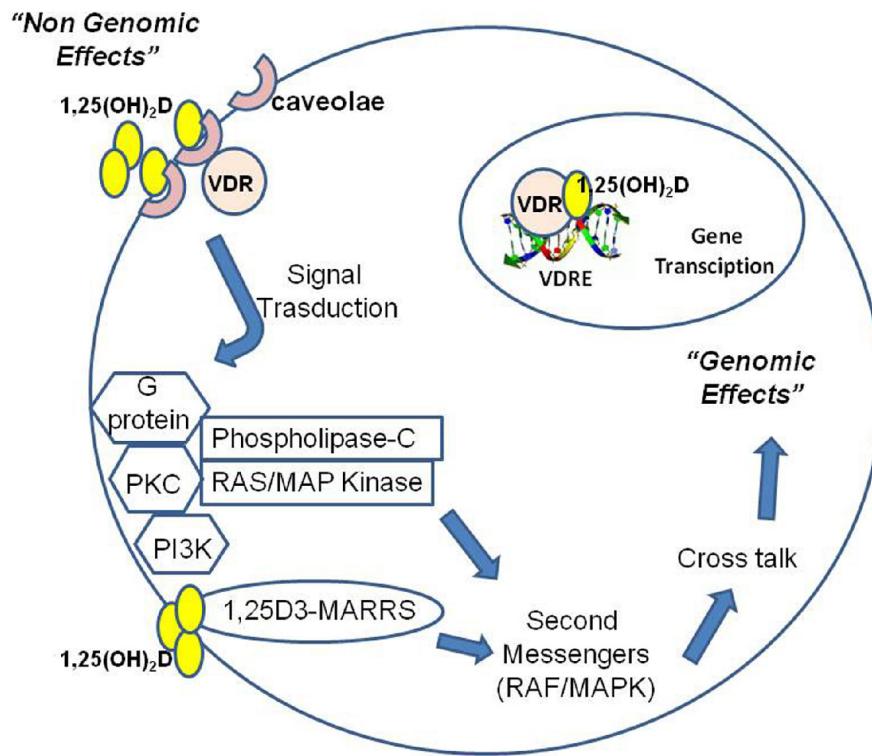 "Non Genomic
Effects"
1,25(OH)₂D
caveolae
VDR
VDR
1,25(OH)₂D
VDRE
Gene
Transciption
Signal
Trasduction
"Genomic
Effects"
G
protein
Phospholipase-C
PKC
RAS/MAP Kinase
PI3K
Cross talk
1,25D3-MARRS
Second
Messengers
(RAF/MAPK)
1,25(OH)₂D